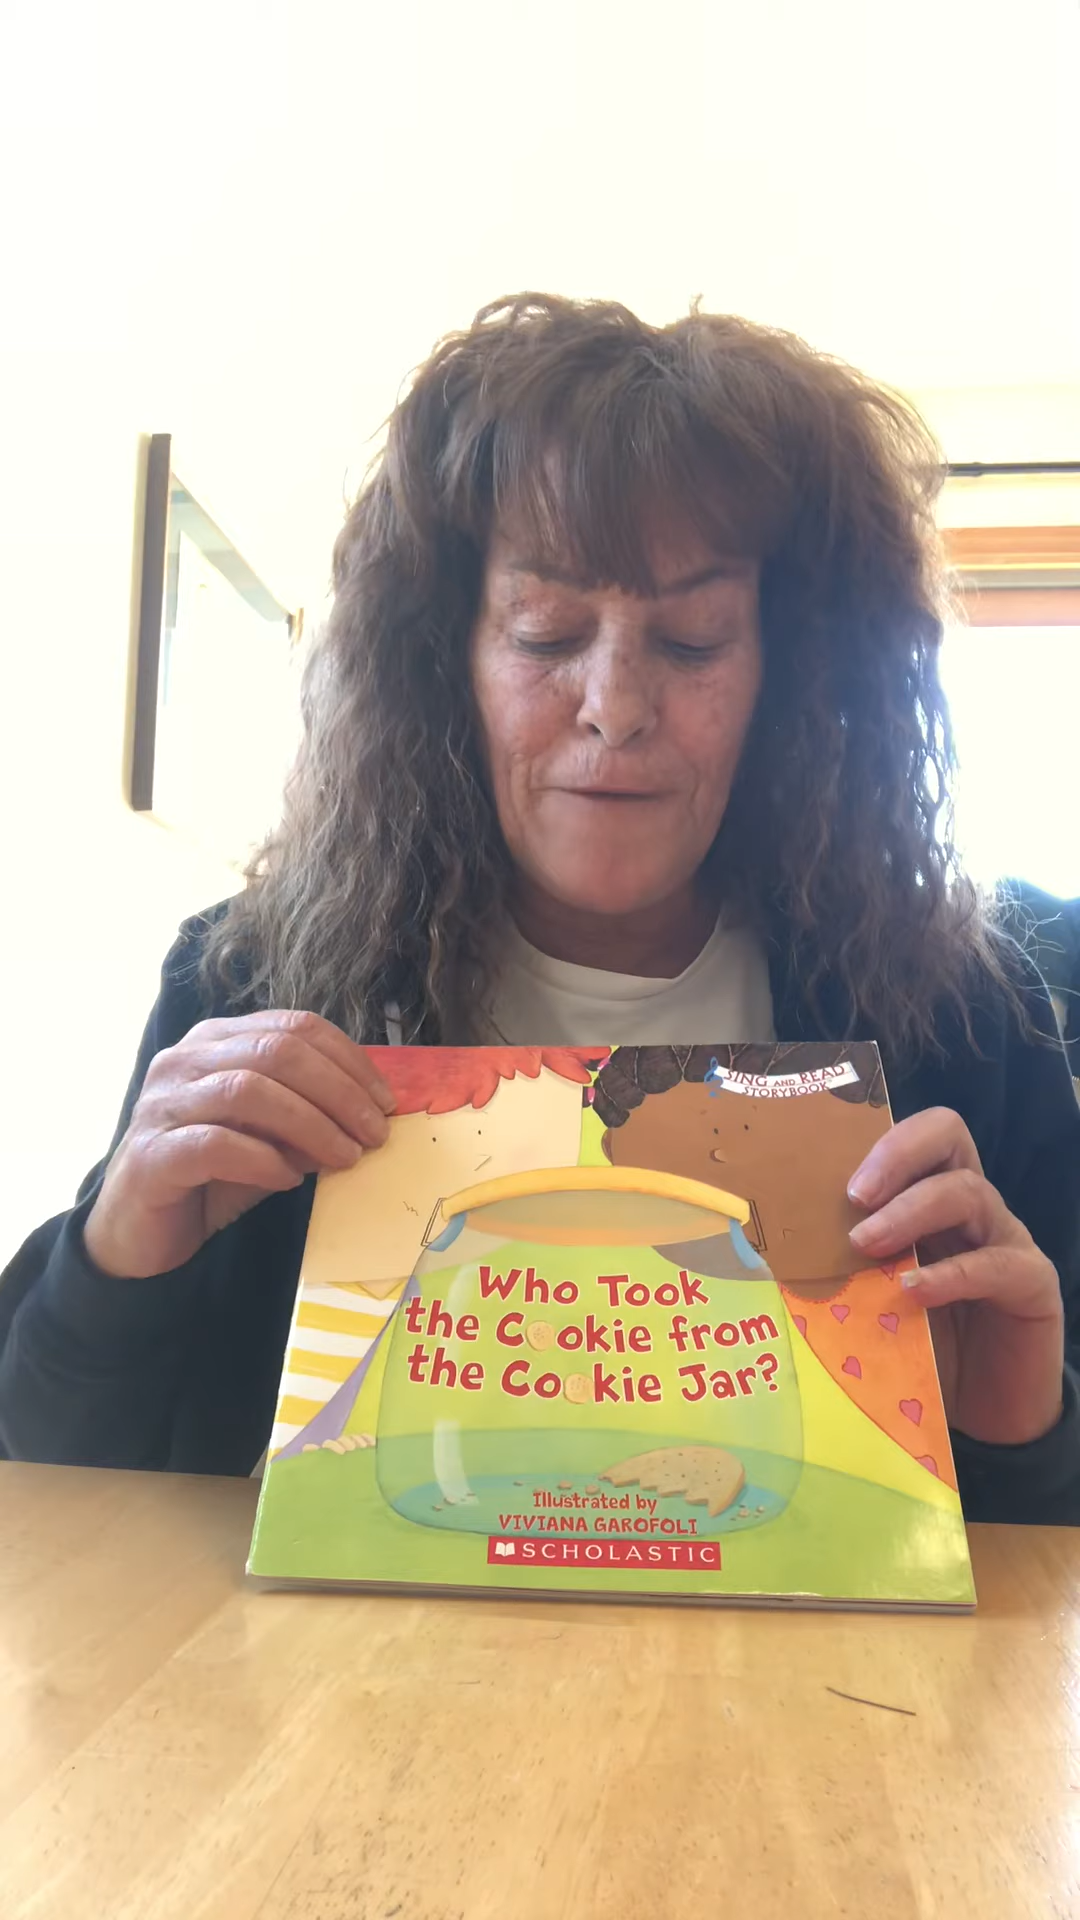 SING AND READ
STORYBOOK
Who Took
the Cookie from
the Cookie Jar?
Illustrated by
VIVIANA GAROFOLI
SCHOLASTIC